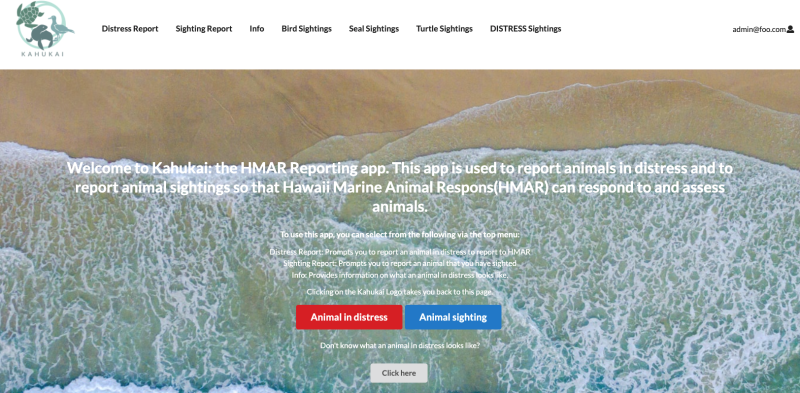 KAHUKAI
Distress Report
Sighting Report
Info
Bird Sightings
Seal Sightings
Turtle Sightings
DISTRESS Sightings
admin@foo.com
Welcome to Kahukai: the HMAR Reporting app. This app is used to report animals in distress and to
report animal sightings so that Hawaii Marine Animal Respons(HMAR) can respond to and assess
animals.
To use this app, you can select from the following via the top menu:
Distress Report: Prompts you to report an animal in distress to report to HMAR
Sighting Report: Prompts you to report an animal that you have sighted.
Info: Provides information on what an animal in distress looks like.
Clicking on the Kahukai Logo takes you back to this page.
Animal in distress
Animal sighting
Don't know what an animal in distress looks like?
Click here